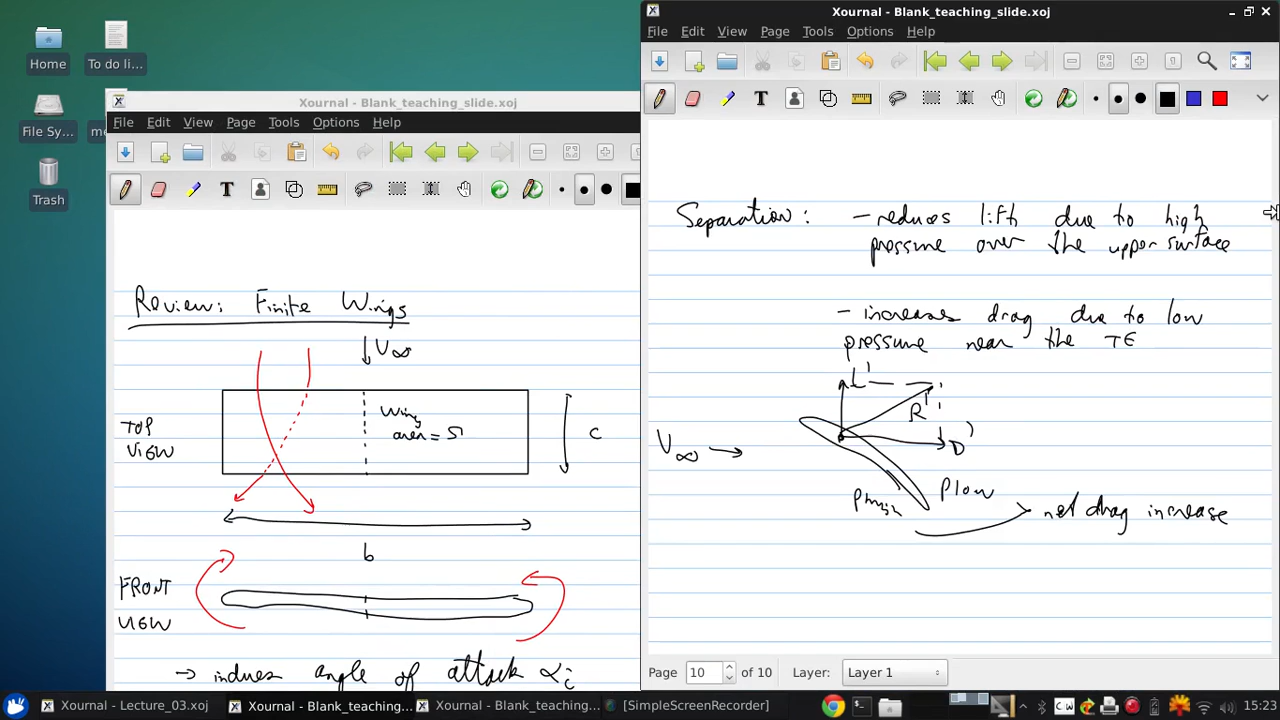 Home
To do li...
File Sy...
me
Trash
Xournal - Blank_teaching_slide.xoj
File Edit View Page Tools Options Help
Review: Finite Wings
V∞
TOP
VIEW
Wing
area = S
c
b
FRONT
VIEW
→ induces angle of attack αi
Xournal - Blank_teaching_slide.xoj
File Edit View Page Tools Options Help
Separation: - reduces lift due to high
pressure over the upper surface
- increases drag due to low
pressure near the TE
L'
R'
D'
V∞
Phigh
Plow
net drag increase
Page 10 of 10 Layer: Layer 1
Xournal - Lecture_03.xoj
Xournal - Blank_teaching...
Xournal - Blank_teaching...
[SimpleScreenRecorder]
15:23